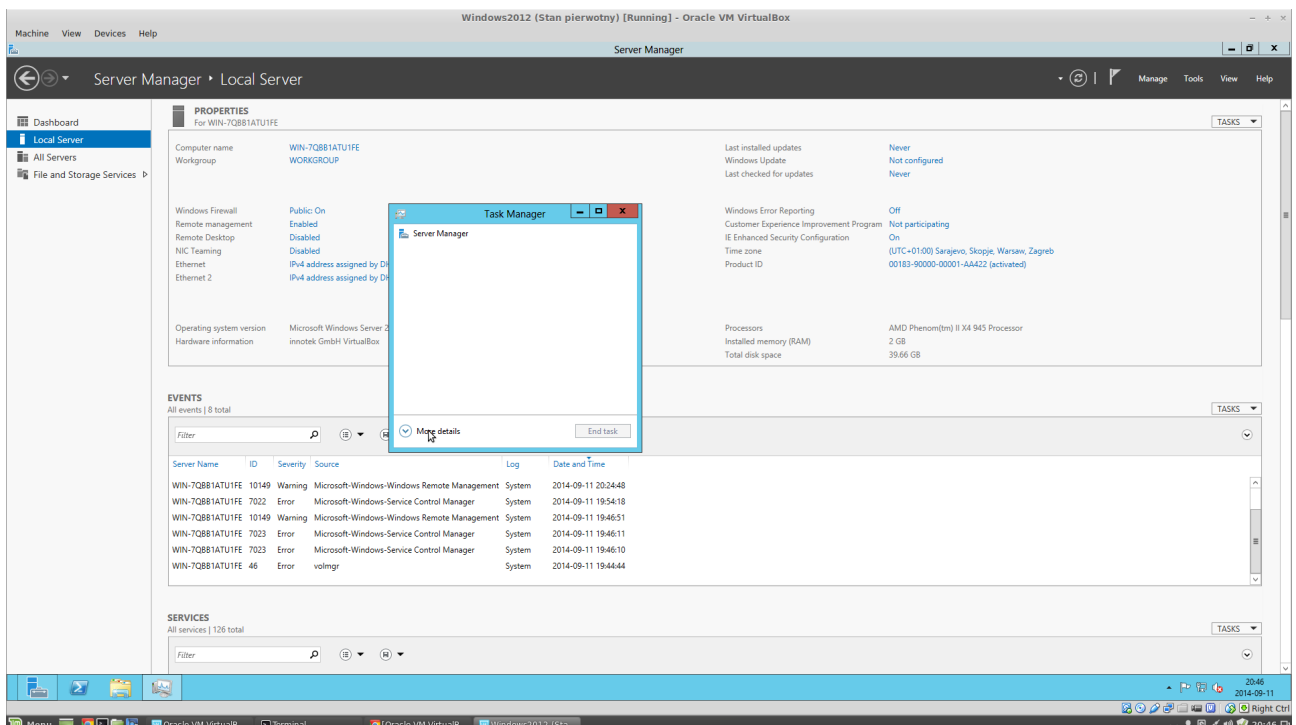 Windows2012 (Stan pierwotny) [Running] - Oracle VM VirtualBox
Machine View Devices Help
Server Manager
Server Manager • Local Server
Manage Tools View Help
Dashboard
Local Server
All Servers
File and Storage Services
PROPERTIES
For WIN-7QBB1ATU1FE
TASKS
Computer name WIN-7QBB1ATU1FE
Workgroup WORKGROUP
Last installed updates Never
Windows Update Not configured
Last checked for updates Never
Windows Firewall Public: On
Remote management Enabled
Remote Desktop Disabled
NIC Teaming Disabled
Ethernet IPv4 address assigned by
Ethernet 2 IPv4 address assigned by
Windows Error Reporting Off
Customer Experience Improvement Program Not participating
IE Enhanced Security Configuration On
Time zone (UTC+01:00) Sarajevo, Skopje, Warsaw, Zagreb
Product ID 00183-90000-00001-AA422 (activated)
Operating system version Microsoft Windows Server 2
Hardware information innotek GmbH VirtualBox
Processors AMD Phenom(tm) II X4 945 Processor
Installed memory (RAM) 2 GB
Total disk space 39.66 GB
Task Manager
Server Manager
More details End task
EVENTS
All events | 8 total
TASKS
Filter
Server Name ID Severity Source Log Date and Time
WIN-7QBB1ATU1FE 10149 Warning Microsoft-Windows-Windows Remote Management System 2014-09-11 20:24:48
WIN-7QBB1ATU1FE 7022 Error Microsoft-Windows-Service Control Manager System 2014-09-11 19:54:18
WIN-7QBB1ATU1FE 10149 Warning Microsoft-Windows-Windows Remote Management System 2014-09-11 19:46:51
WIN-7QBB1ATU1FE 7023 Error Microsoft-Windows-Service Control Manager System 2014-09-11 19:46:11
WIN-7QBB1ATU1FE 7023 Error Microsoft-Windows-Service Control Manager System 2014-09-11 19:46:10
WIN-7QBB1ATU1FE 46 Error volmgr System 2014-09-11 19:44:44
SERVICES
All services | 126 total
TASKS
Filter
20:46
2014-09-11
Right Ctrl
Menu Oracle VM VirtualB... Terminal [Oracle VM VirtualB... Windows2012 (Sta... 20:46